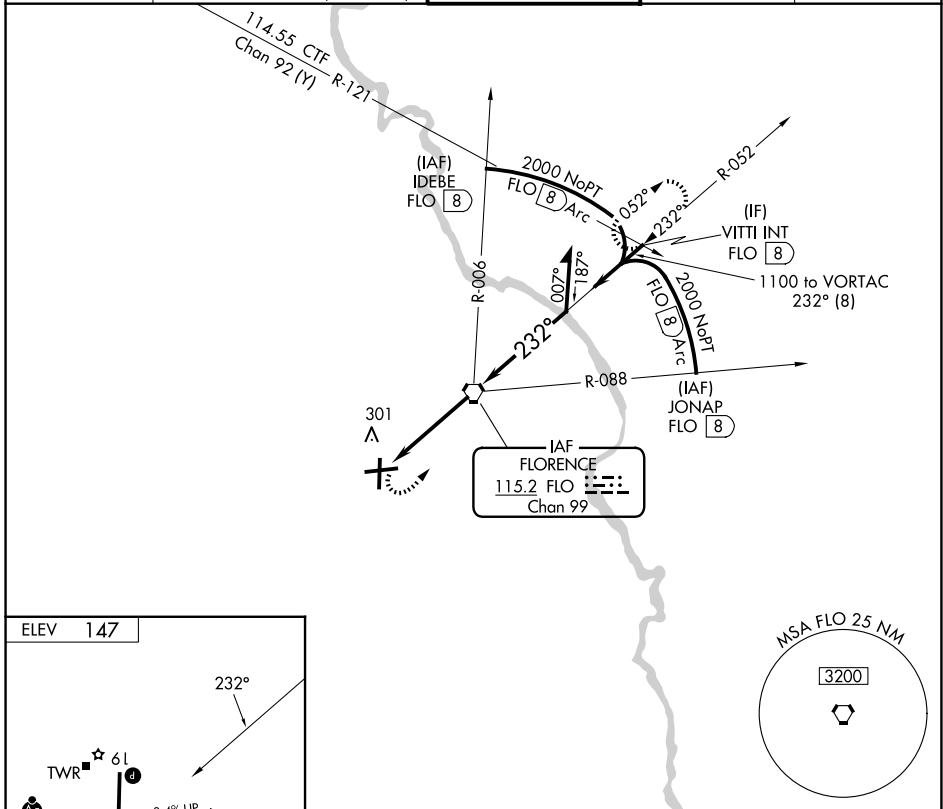 114.55 CTF
Chan 92 (Y)
R-121
(IAF)
IDEBE
FLO 8
2000 NoPT
FLO 8 Arc
052°
232°
R-052
(IF)
VITTI INT
FLO 8
1100 to VORTAC
232° (8)
R-006
007°
187°
2000 NoPT
FLO 8 Arc
232°
R-088
(IAF)
JONAP
FLO 8
301
IAF
FLORENCE
115.2 FLO
Chan 99
ELEV 147
232°
TWR
19
P
MSA FLO 25 NM
3200